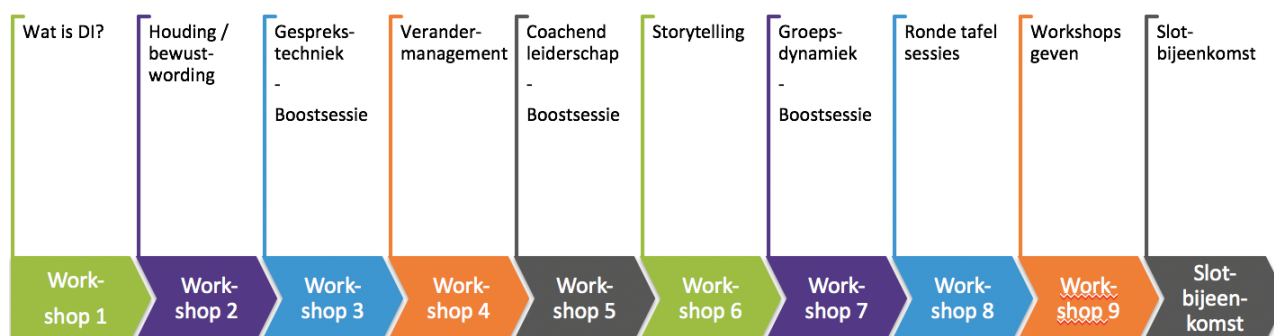 Wat is DI?
Houding /
bewust-
wording
Gespreks-
techniek
-
Boostsessie
Verander-
management
Coachend
leiderschap
-
Boostsessie
Storytelling
Groeps-
dynamiek
-
Boostsessie
Ronde tafel
sessies
Workshops
geven
Slot-
bijeenkomst
Work-
shop 1
Work-
shop 2
Work-
shop 3
Work-
shop 4
Work-
shop 5
Work-
shop 6
Work-
shop 7
Work-
shop 8
Work-
shop 9
Slot-
bijeen-
komst